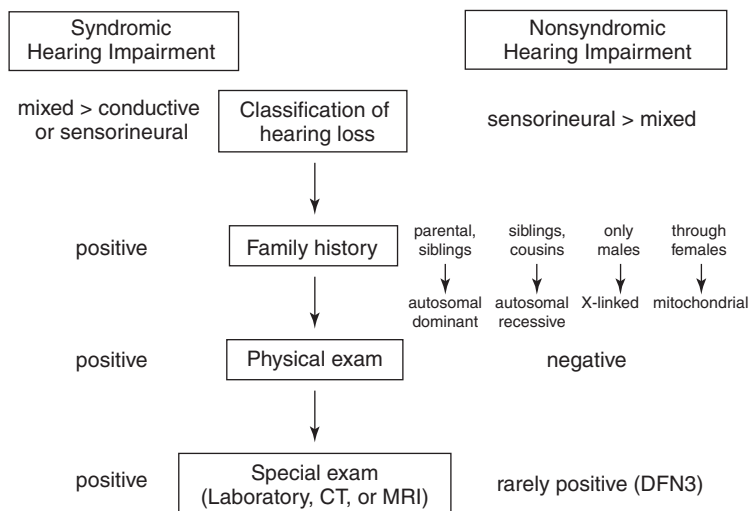 Syndromic
Hearing Impairment
Nonsyndromic
Hearing Impairment
mixed > conductive
or sensorineural
Classification of
hearing loss
sensorineural > mixed
positive
Family history
parental,
siblings
siblings,
cousins
only
males
through
females
autosomal
dominant
autosomal
recessive
X-linked
mitochondrial
positive
Physical exam
negative
positive
Special exam
(Laboratory, CT, or MRI)
rarely positive (DFN3)